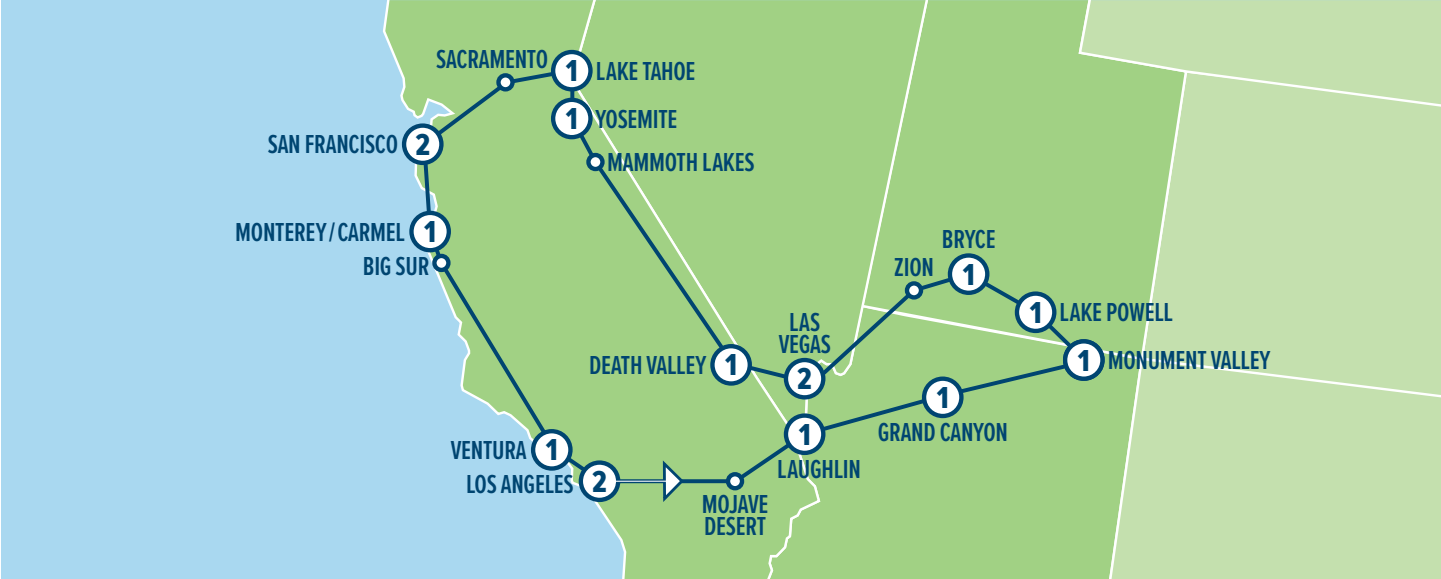 SACRAMENTO
1
LAKE TAHOE
1
YOSEMITE
SAN FRANCISCO
2
MAMMOTH LAKES
MONTEREY / CARMEL
1
BIG SUR
BRYCE
1
ZION
1
LAKE POWELL
LAS
VEGAS
2
DEATH VALLEY
1
1
MONUMENT VALLEY
1
GRAND CANYON
1
LAUGHLIN
VENTURA
1
LOS ANGELES
2
MOJAVE
DESERT